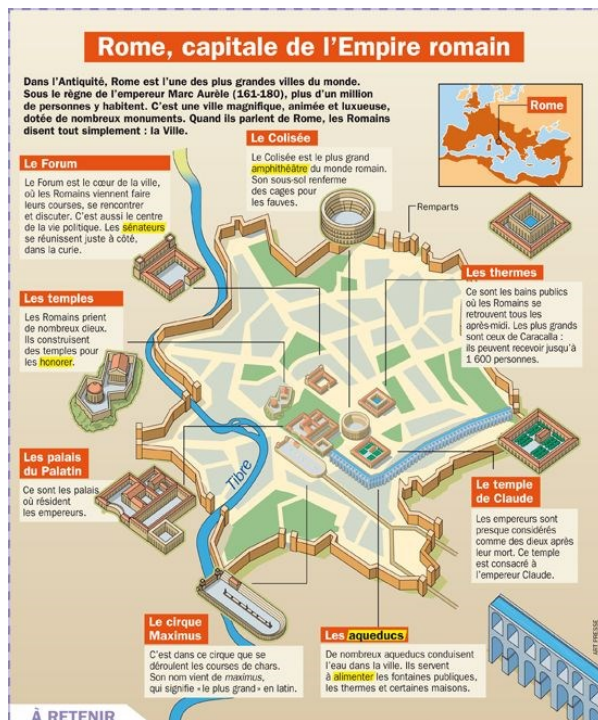 Rome, capitale de l'Empire romain
Dans l'Antiquité, Rome est l'une des plus grandes villes du monde.
Sous le règne de l'empereur Marc Aurèle (161-180), plus d'un million
de personnes y habitent. C'est une ville magnifique, animée et luxueuse,
dotée de nombreux monuments. Quand ils parlent de Rome, les Romains
disent tout simplement : la Ville.
Rome
Le Colisée
Le Colisée est le plus grand
amphithéâtre du monde romain.
Son sous-sol renferme
des cages pour
les fauves.
Le Forum
Le Forum est le cœur de la ville,
où les Romains viennent faire
leurs courses, se rencontrer
et discuter. C'est aussi le centre
de la vie politique. Les sénateurs
se réunissent juste à côté,
dans la curie.
Remparts
Les thermes
Ce sont les bains publics
où les Romains se
retrouvent tous les
après-midi. Les plus grands
sont ceux de Caracalla :
ils peuvent recevoir jusqu'à
1 600 personnes.
Les temples
Les Romains prient
de nombreux dieux.
Ils construisent
des temples pour
les honorer.
Les palais
du Palatin
Ce sont les palais
où résident
les empereurs.
Tibre
Le temple
de Claude
Les empereurs sont
presque considérés
comme des dieux après
leur mort. Ce temple
est consacré à
l'empereur Claude.
Le cirque
Maximus
C'est dans ce cirque que se
déroulent les courses de chars.
Son nom vient de maximus,
qui signifie « le plus grand » en latin.
Les aqueducs
De nombreux aqueducs conduisent
l'eau dans la ville. Ils servent
à alimenter les fontaines publiques,
les thermes et certaines maisons.
ART PRESSE
À RETENIR